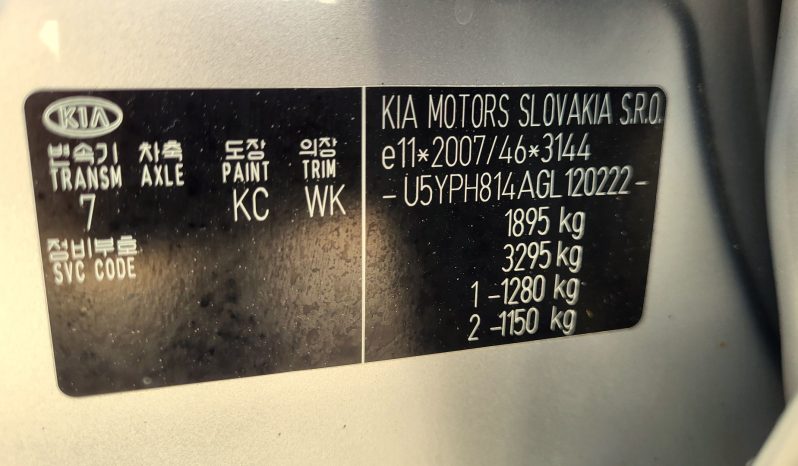 KIA
변속기 차축 도장 의장
TRANSM AXLE PAINT TRIM
7 KC WK
정비부호
SVC CODE
KIA MOTORS SLOVAKIA S.R.O.
e11*2007/46*3144
-U5YPH814AGL120222-
1895 kg
3295 kg
1 -1280 kg
2 -1150 kg